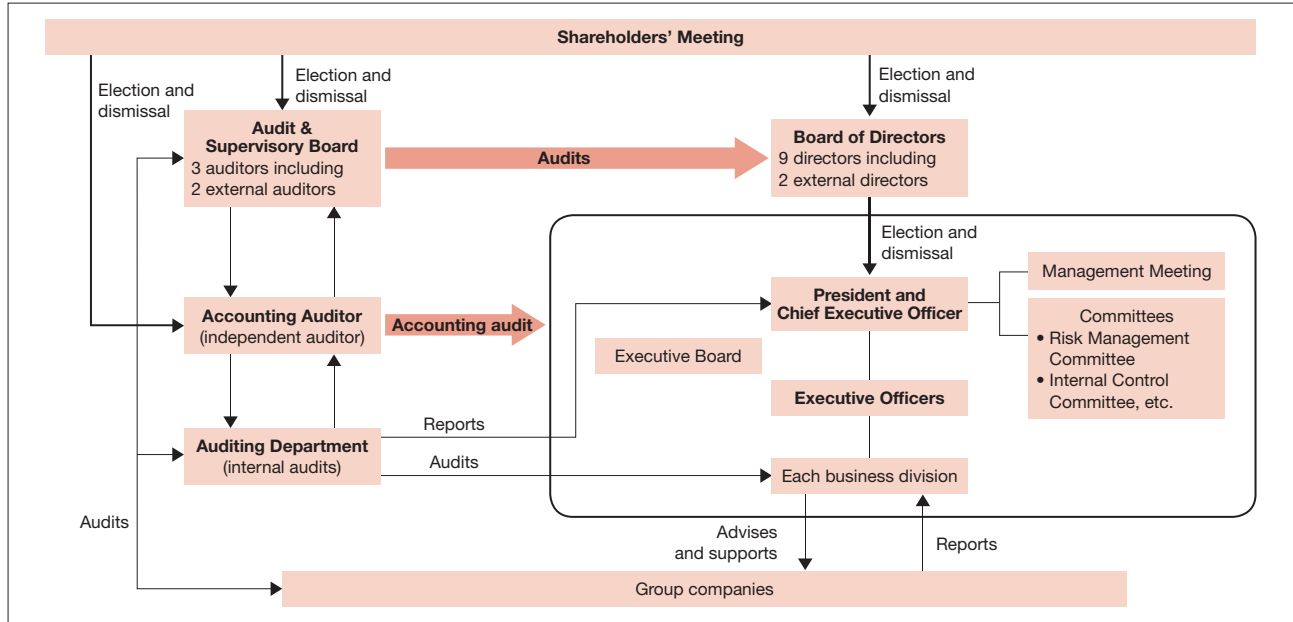 Shareholders’ Meeting
Election and
dismissal
Election and
dismissal
Election and
dismissal
Audit &
Supervisory Board
3 auditors including
2 external auditors
Audits
Board of Directors
9 directors including
2 external directors
Election and
dismissal
Accounting Auditor
(independent auditor)
Accounting audit
President and
Chief Executive Officer
Management Meeting
Committees
• Risk Management
Committee
• Internal Control
Committee, etc.
Executive Board
Executive Officers
Auditing Department
(internal audits)
Reports
Audits
Each business division
Audits
Advises
and supports
Reports
Group companies